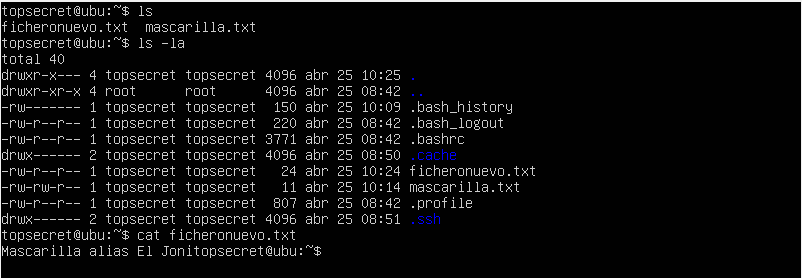 topsecret@ubu:~$ ls
ficheronuevo.txt  mascarilla.txt
topsecret@ubu:~$ ls -la
total 40
drwxr-x--- 4 topsecret topsecret 4096 abr 25 10:25 .
drwxr-xr-x 4 root      root      4096 abr 25 08:42 ..
-rw------- 1 topsecret topsecret  150 abr 25 10:09 .bash_history
-rw-r--r-- 1 topsecret topsecret  220 abr 25 08:42 .bash_logout
-rw-r--r-- 1 topsecret topsecret 3771 abr 25 08:42 .bashrc
drwx------ 2 topsecret topsecret 4096 abr 25 08:50 .cache
-rw-r--r-- 1 topsecret topsecret   24 abr 25 10:24 ficheronuevo.txt
-rw-rw-r-- 1 topsecret topsecret   11 abr 25 10:14 mascarilla.txt
-rw-r--r-- 1 topsecret topsecret  807 abr 25 08:42 .profile
drwx------ 2 topsecret topsecret 4096 abr 25 08:51 .ssh
topsecret@ubu:~$ cat ficheronuevo.txt
Mascarilla alias El Jonitopsecret@ubu:~$